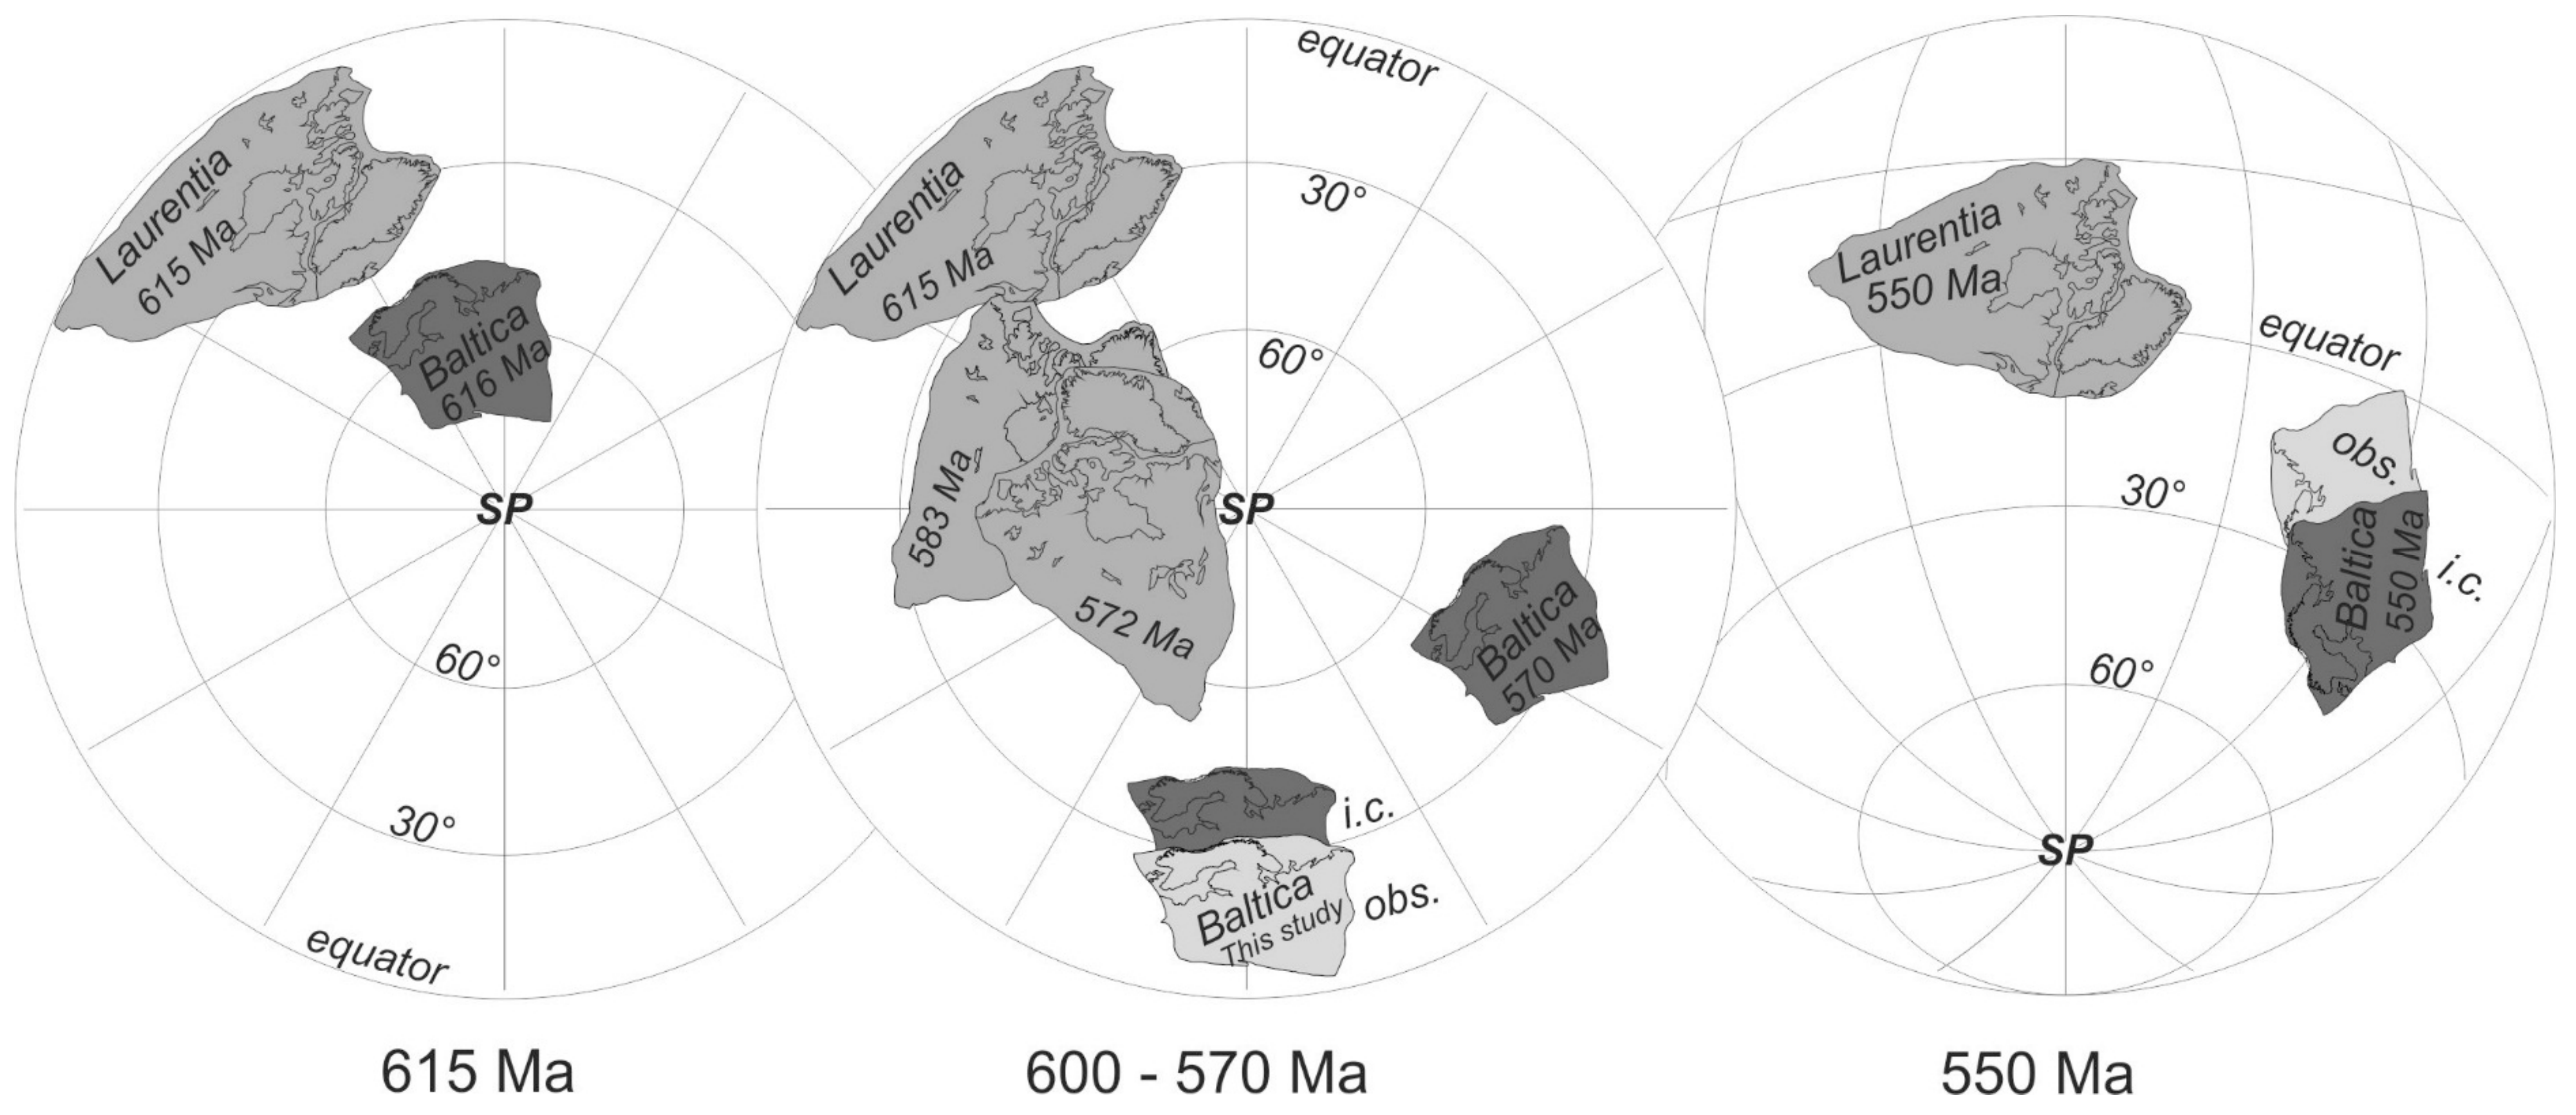 Laurentia
615 Ma
Baltica
616 Ma
SP
60°
30°
equator
615 Ma
equator
30°
60°
Laurentia
615 Ma
583 Ma
572 Ma
SP
Baltica
570 Ma
i.c.
Baltica
This study
obs.
600 - 570 Ma
Laurentia
550 Ma
equator
obs.
30°
Baltica
550 Ma
i.c.
60°
SP
550 Ma